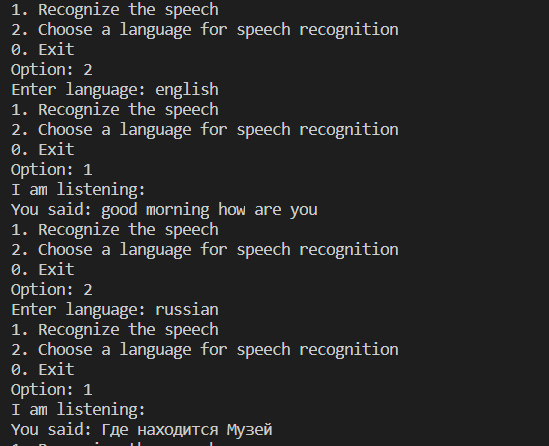 1. Recognize the speech
2. Choose a language for speech recognition
0. Exit
Option: 2
Enter language: english
1. Recognize the speech
2. Choose a language for speech recognition
0. Exit
Option: 1
I am listening:
You said: good morning how are you
1. Recognize the speech
2. Choose a language for speech recognition
0. Exit
Option: 2
Enter language: russian
1. Recognize the speech
2. Choose a language for speech recognition
0. Exit
Option: 1
I am listening:
You said: Где находится Музей